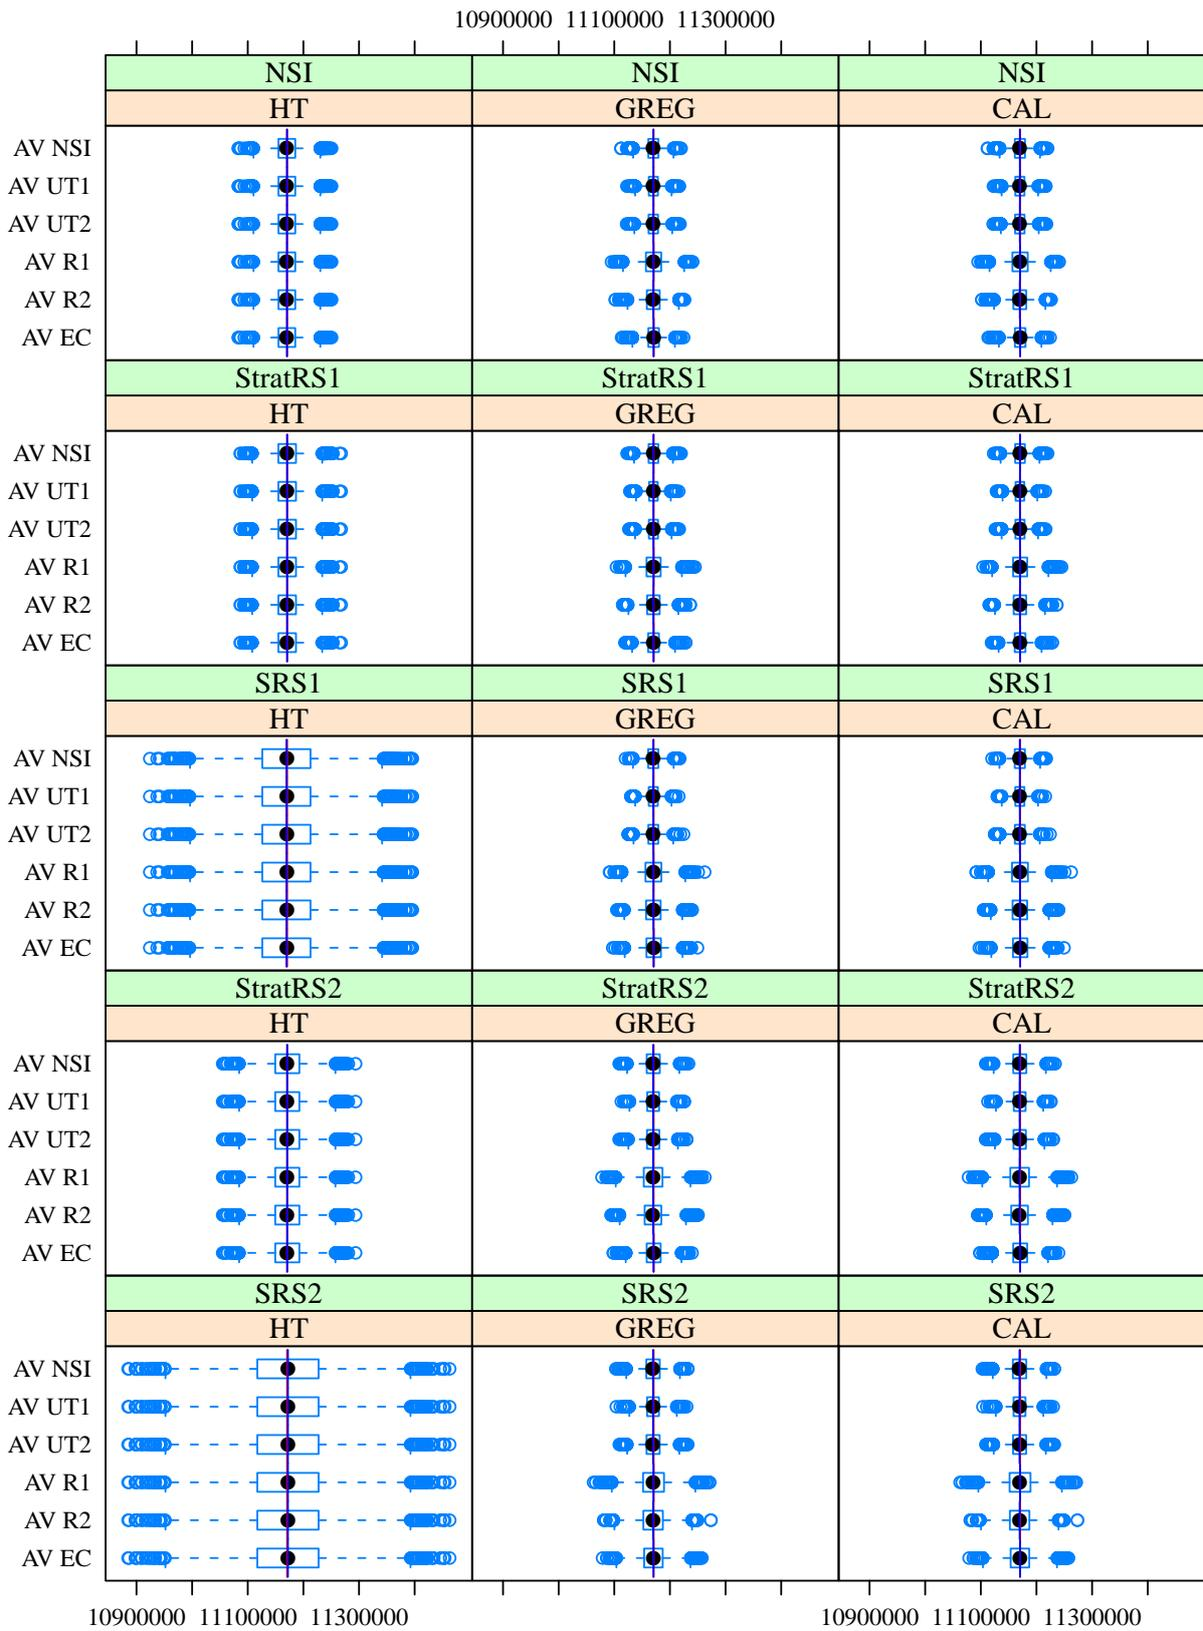 10900000 11100000 11300000
NSI NSI NSI
HT GREG CAL
AV NSI
AV UT1
AV UT2
AV R1
AV R2
AV EC
StratRS1 StratRS1 StratRS1
HT GREG CAL
AV NSI
AV UT1
AV UT2
AV R1
AV R2
AV EC
SRS1 SRS1 SRS1
HT GREG CAL
AV NSI
AV UT1
AV UT2
AV R1
AV R2
AV EC
StratRS2 StratRS2 StratRS2
HT GREG CAL
AV NSI
AV UT1
AV UT2
AV R1
AV R2
AV EC
SRS2 SRS2 SRS2
HT GREG CAL
AV NSI
AV UT1
AV UT2
AV R1
AV R2
AV EC
10900000 11100000 11300000 10900000 11100000 11300000